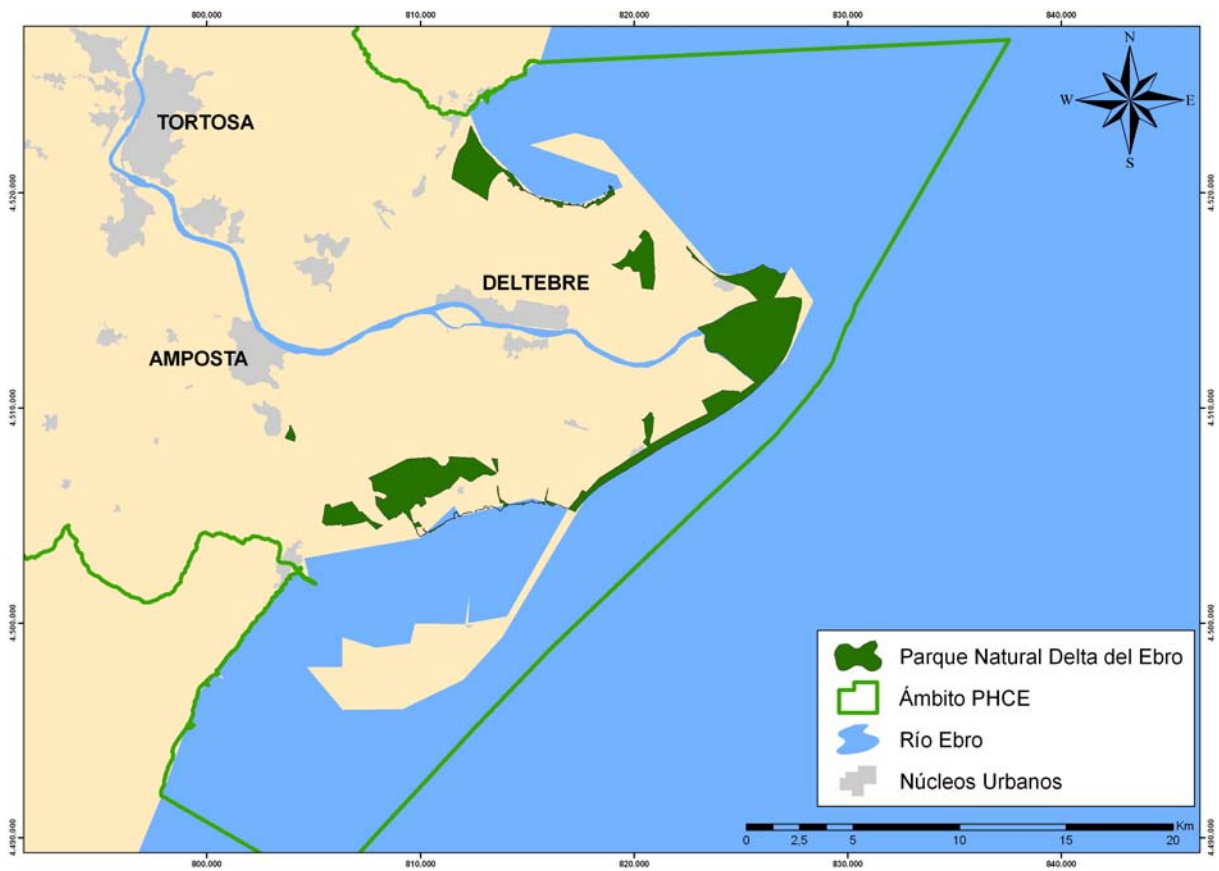 800.000 810.000 820.000 830.000 840.000
N
W E
S
TORTOSA
4.520.000 4.520.000
DELTEBRE
AMPOSTA
4.510.000 4.510.000
4.500.000 4.500.000
Parque Natural Delta del Ebro
Ámbito PHCE
Río Ebro
Núcleos Urbanos
Km
0 2,5 5 10 15 20
4.490.000 4.490.000
800.000 810.000 820.000 830.000 840.000